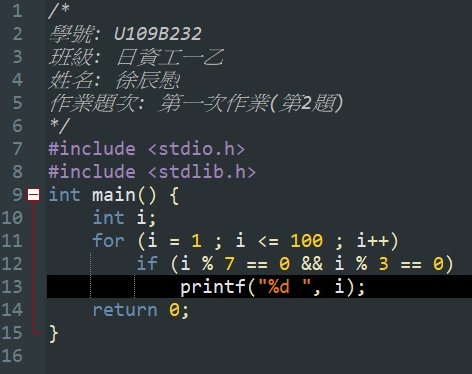 1 /*
2 學號: U109B232
3 班級: 日資工一乙
4 姓名: 徐辰
5 作業題次: 第一次作業(第2題)
6 */
7 #include <stdio.h>
8 #include <stdlib.h>
9 int main() {
10 int i;
11 for (i = 1 ; i <= 100 ; i++)
12 if (i % 7 == 0 && i % 3 == 0)
13 printf("%d ", i);
14 return 0;
15 }
16